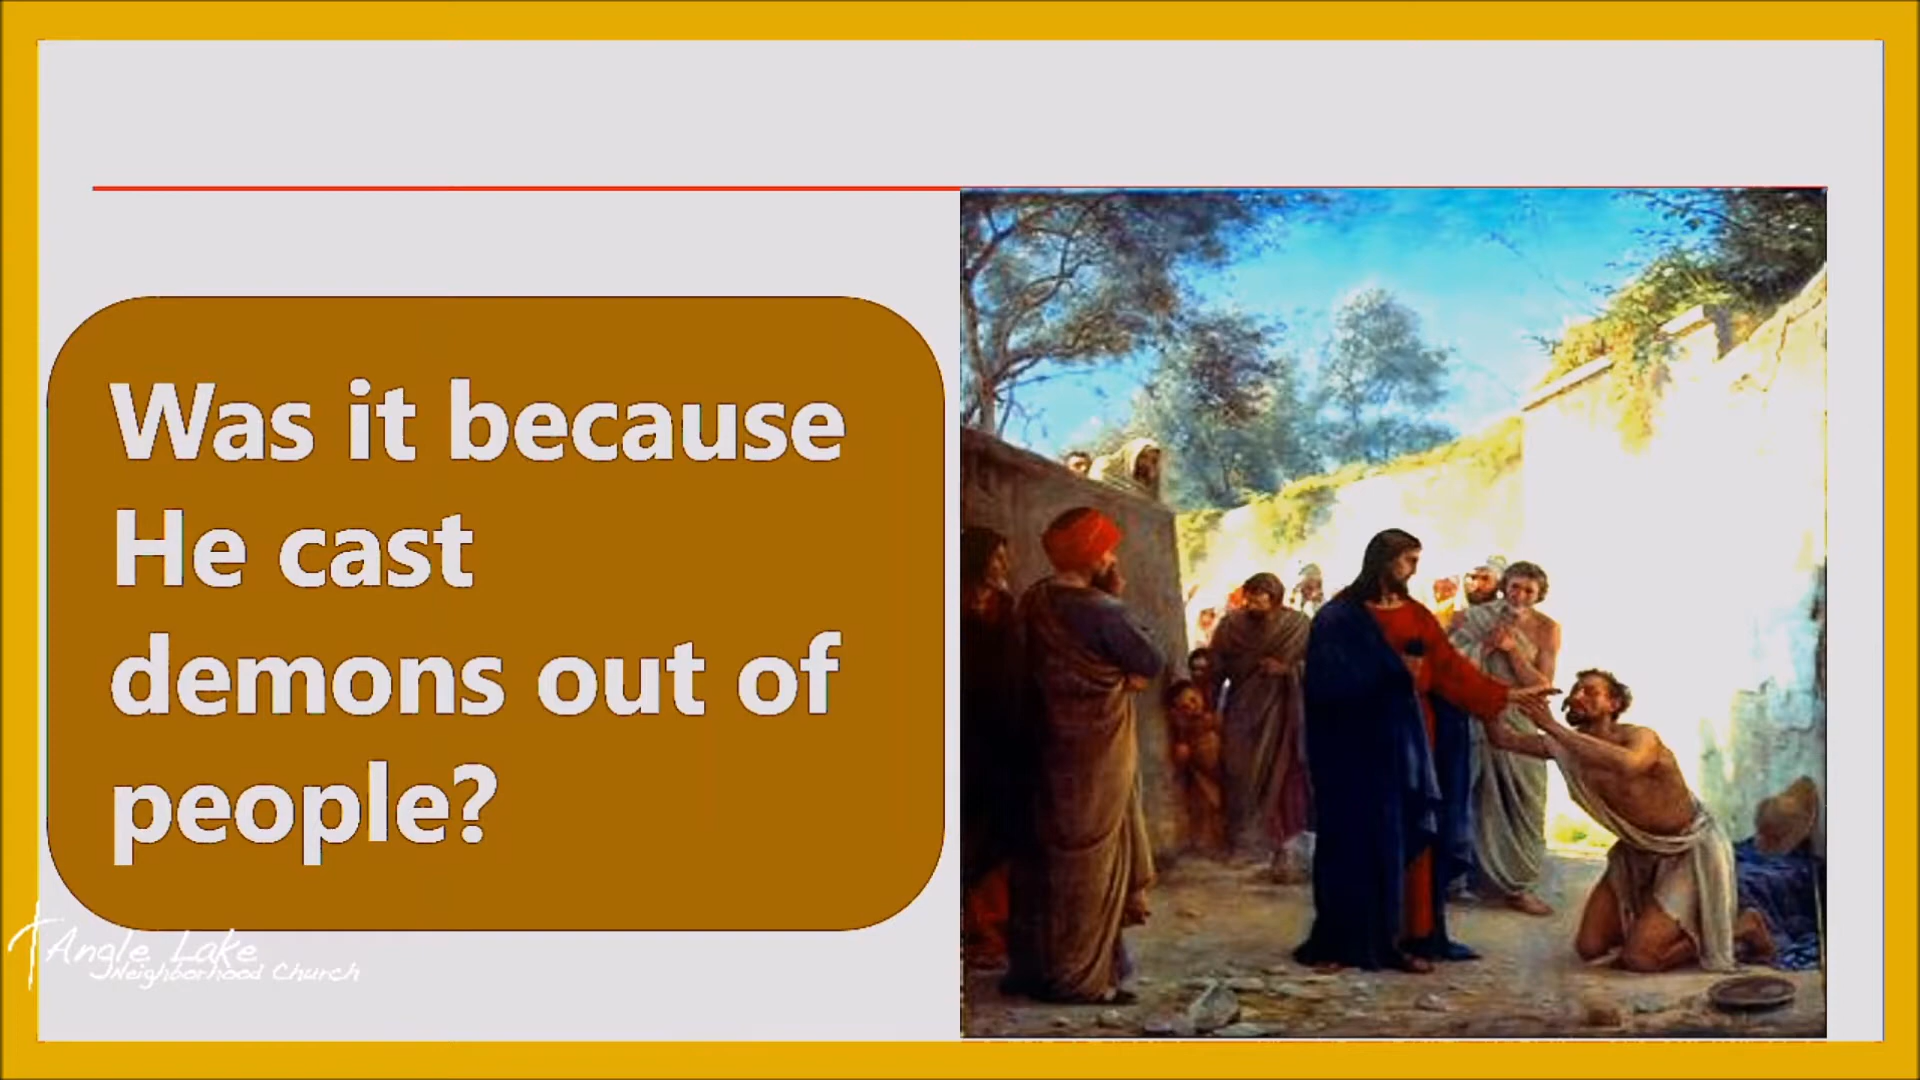 Was it because
He cast
demons out of
people?
Angle Lake
Neighborhood Church